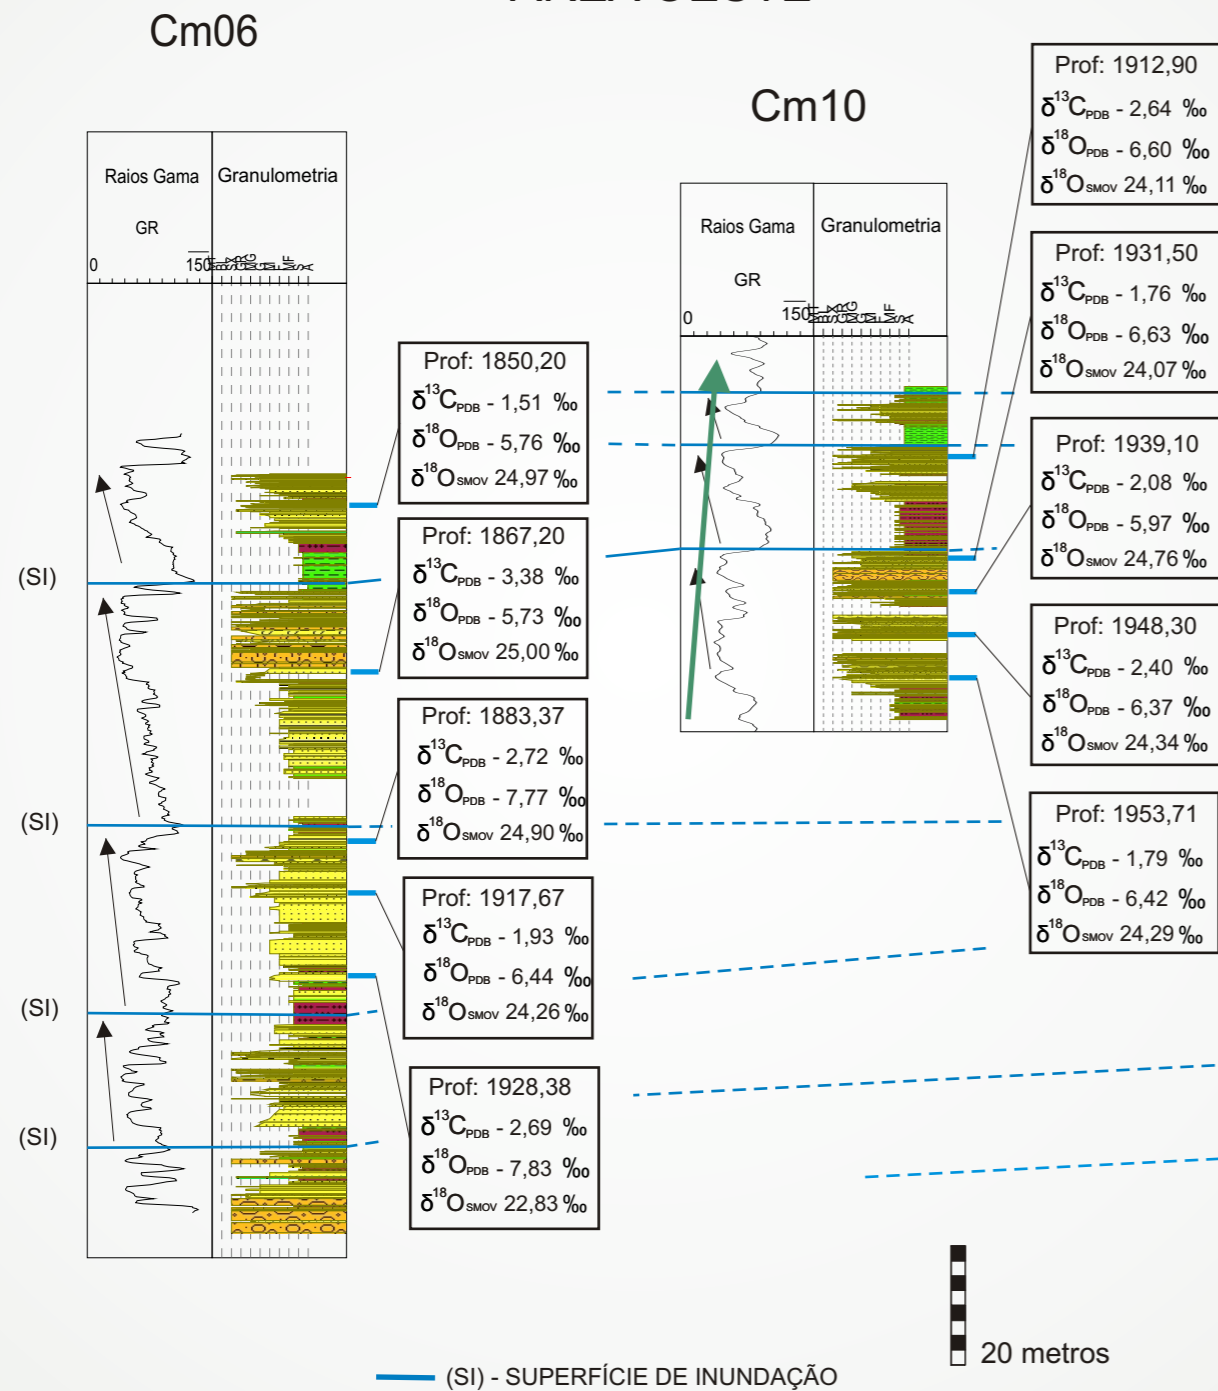 Cm06
Raios Gama
GR
0
150
Granulometria
(SI)
(SI)
(SI)
(SI)
Prof: 1850,20
δ13CPDB - 1,51 ‰
δ18OPDB - 5,76 ‰
δ18OSMOV 24,97 ‰
Prof: 1867,20
δ13CPDB - 3,38 ‰
δ18OPDB - 5,73 ‰
δ18OSMOV 25,00 ‰
Prof: 1883,37
δ13CPDB - 2,72 ‰
δ18OPDB - 7,77 ‰
δ18OSMOV 24,90 ‰
Prof: 1917,67
δ13CPDB - 1,93 ‰
δ18OPDB - 6,44 ‰
δ18OSMOV 24,26 ‰
Prof: 1928,38
δ13CPDB - 2,69 ‰
δ18OPDB - 7,83 ‰
δ18OSMOV 22,83 ‰
Cm10
Raios Gama
GR
0
150
Granulometria
Prof: 1912,90
δ13CPDB - 2,64 ‰
δ18OPDB - 6,60 ‰
δ18OSMOV 24,11 ‰
Prof: 1931,50
δ13CPDB - 1,76 ‰
δ18OPDB - 6,63 ‰
δ18OSMOV 24,07 ‰
Prof: 1939,10
δ13CPDB - 2,08 ‰
δ18OPDB - 5,97 ‰
δ18OSMOV 24,76 ‰
Prof: 1948,30
δ13CPDB - 2,40 ‰
δ18OPDB - 6,37 ‰
δ18OSMOV 24,34 ‰
Prof: 1953,71
δ13CPDB - 1,79 ‰
δ18OPDB - 6,42 ‰
δ18OSMOV 24,29 ‰
20 metros
(SI) - SUPERFÍCIE DE INUNDAÇÃO